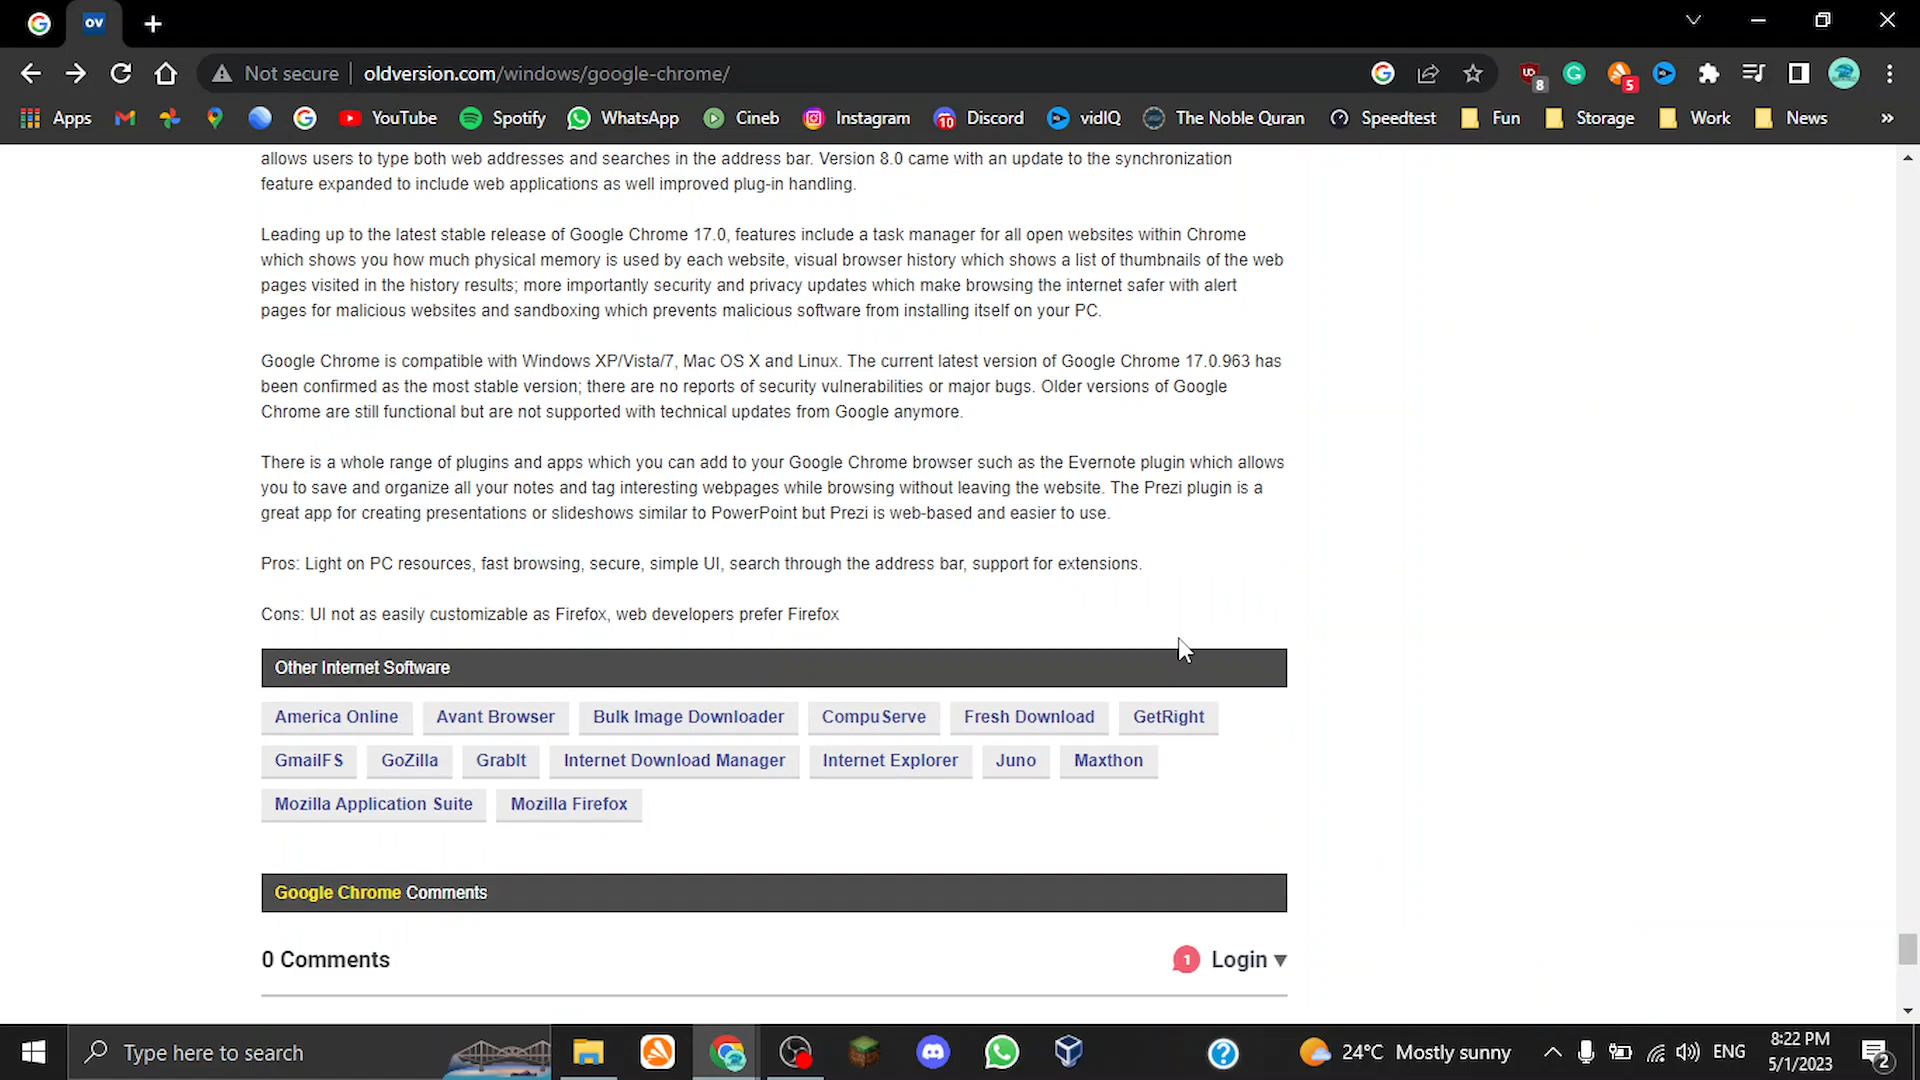 OV
Not secure
oldversion.com/windows/google-chrome/
8
5
Apps
YouTube
Spotify
WhatsApp
Cineb
Instagram
10
Discord
vidIQ
The Noble Quran
Speedtest
Fun
Storage
Work
News
»
allows users to type both web addresses and searches in the address bar. Version 8.0 came with an update to the synchronization
feature expanded to include web applications as well improved plug-in handling.
Leading up to the latest stable release of Google Chrome 17.0, features include a task manager for all open websites within Chrome
which shows you how much physical memory is used by each website, visual browser history which shows a list of thumbnails of the web
pages visited in the history results; more importantly security and privacy updates which make browsing the internet safer with alert
pages for malicious websites and sandboxing which prevents malicious software from installing itself on your PC.
Google Chrome is compatible with Windows XP/Vista/7, Mac OS X and Linux. The current latest version of Google Chrome 17.0.963 has
been confirmed as the most stable version; there are no reports of security vulnerabilities or major bugs. Older versions of Google
Chrome are still functional but are not supported with technical updates from Google anymore.
There is a whole range of plugins and apps which you can add to your Google Chrome browser such as the Evernote plugin which allows
you to save and organize all your notes and tag interesting webpages while browsing without leaving the website. The Prezi plugin is a
great app for creating presentations or slideshows similar to PowerPoint but Prezi is web-based and easier to use.
Pros: Light on PC resources, fast browsing, secure, simple UI, search through the address bar, support for extensions.
Cons: UI not as easily customizable as Firefox, web developers prefer Firefox
Other Internet Software
America Online
Avant Browser
Bulk Image Downloader
CompuServe
Fresh Download
GetRight
GmailFS
GoZilla
GrabIt
Internet Download Manager
Internet Explorer
Juno
Maxthon
Mozilla Application Suite
Mozilla Firefox
Google Chrome Comments
0 Comments
1 Login
Type here to search
24°C Mostly sunny
ENG
8:22 PM
5/1/2023
2